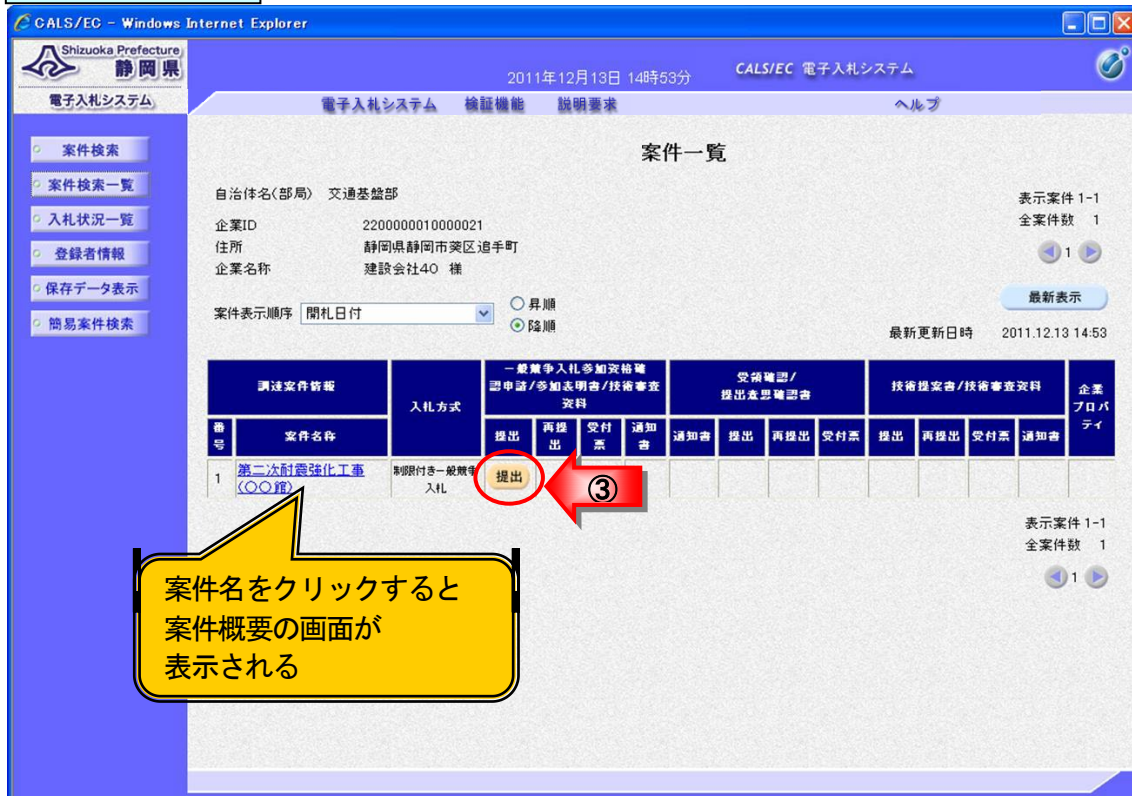 CALS/EC - Windows Internet Explorer
Shizuoka Prefecture
静岡県
2011年12月13日 14時53分
CALS/EC 電子入札システム
電子入札システム
電子入札システム 検証機能 説明要求 ヘルプ
案件検索
案件検索一覧
入札状況一覧
登録者情報
保存データ表示
簡易案件検索
案件一覧
自治体名(部局) 交通基盤部
表示案件 1-1
企業ID 2200000010000021
全案件数 1
住所 静岡県静岡市葵区追手町
1
企業名称 建設会社40 様
最新表示
案件表示順序 開札日付
昇順
降順
最新更新日時 2011.12.13 14:53
調達案件情報
入札方式
一般競争入札参加資格確
認申請/参加表明書/技術審査
資料
受領確認/
提出意思確認書
技術提案書/技術審査資料
企業
プロパ
ティ
番号 案件名称 提出 再提出 受付票 通知書 通知書 提出 再提出 受付票 提出 再提出 受付票 通知書
1 第二次耐震強化工事
(〇〇館)
制限付き一般競争
入札
提出
③
表示案件 1-1
全案件数 1
1
案件名をクリックすると
案件概要の画面が
表示される